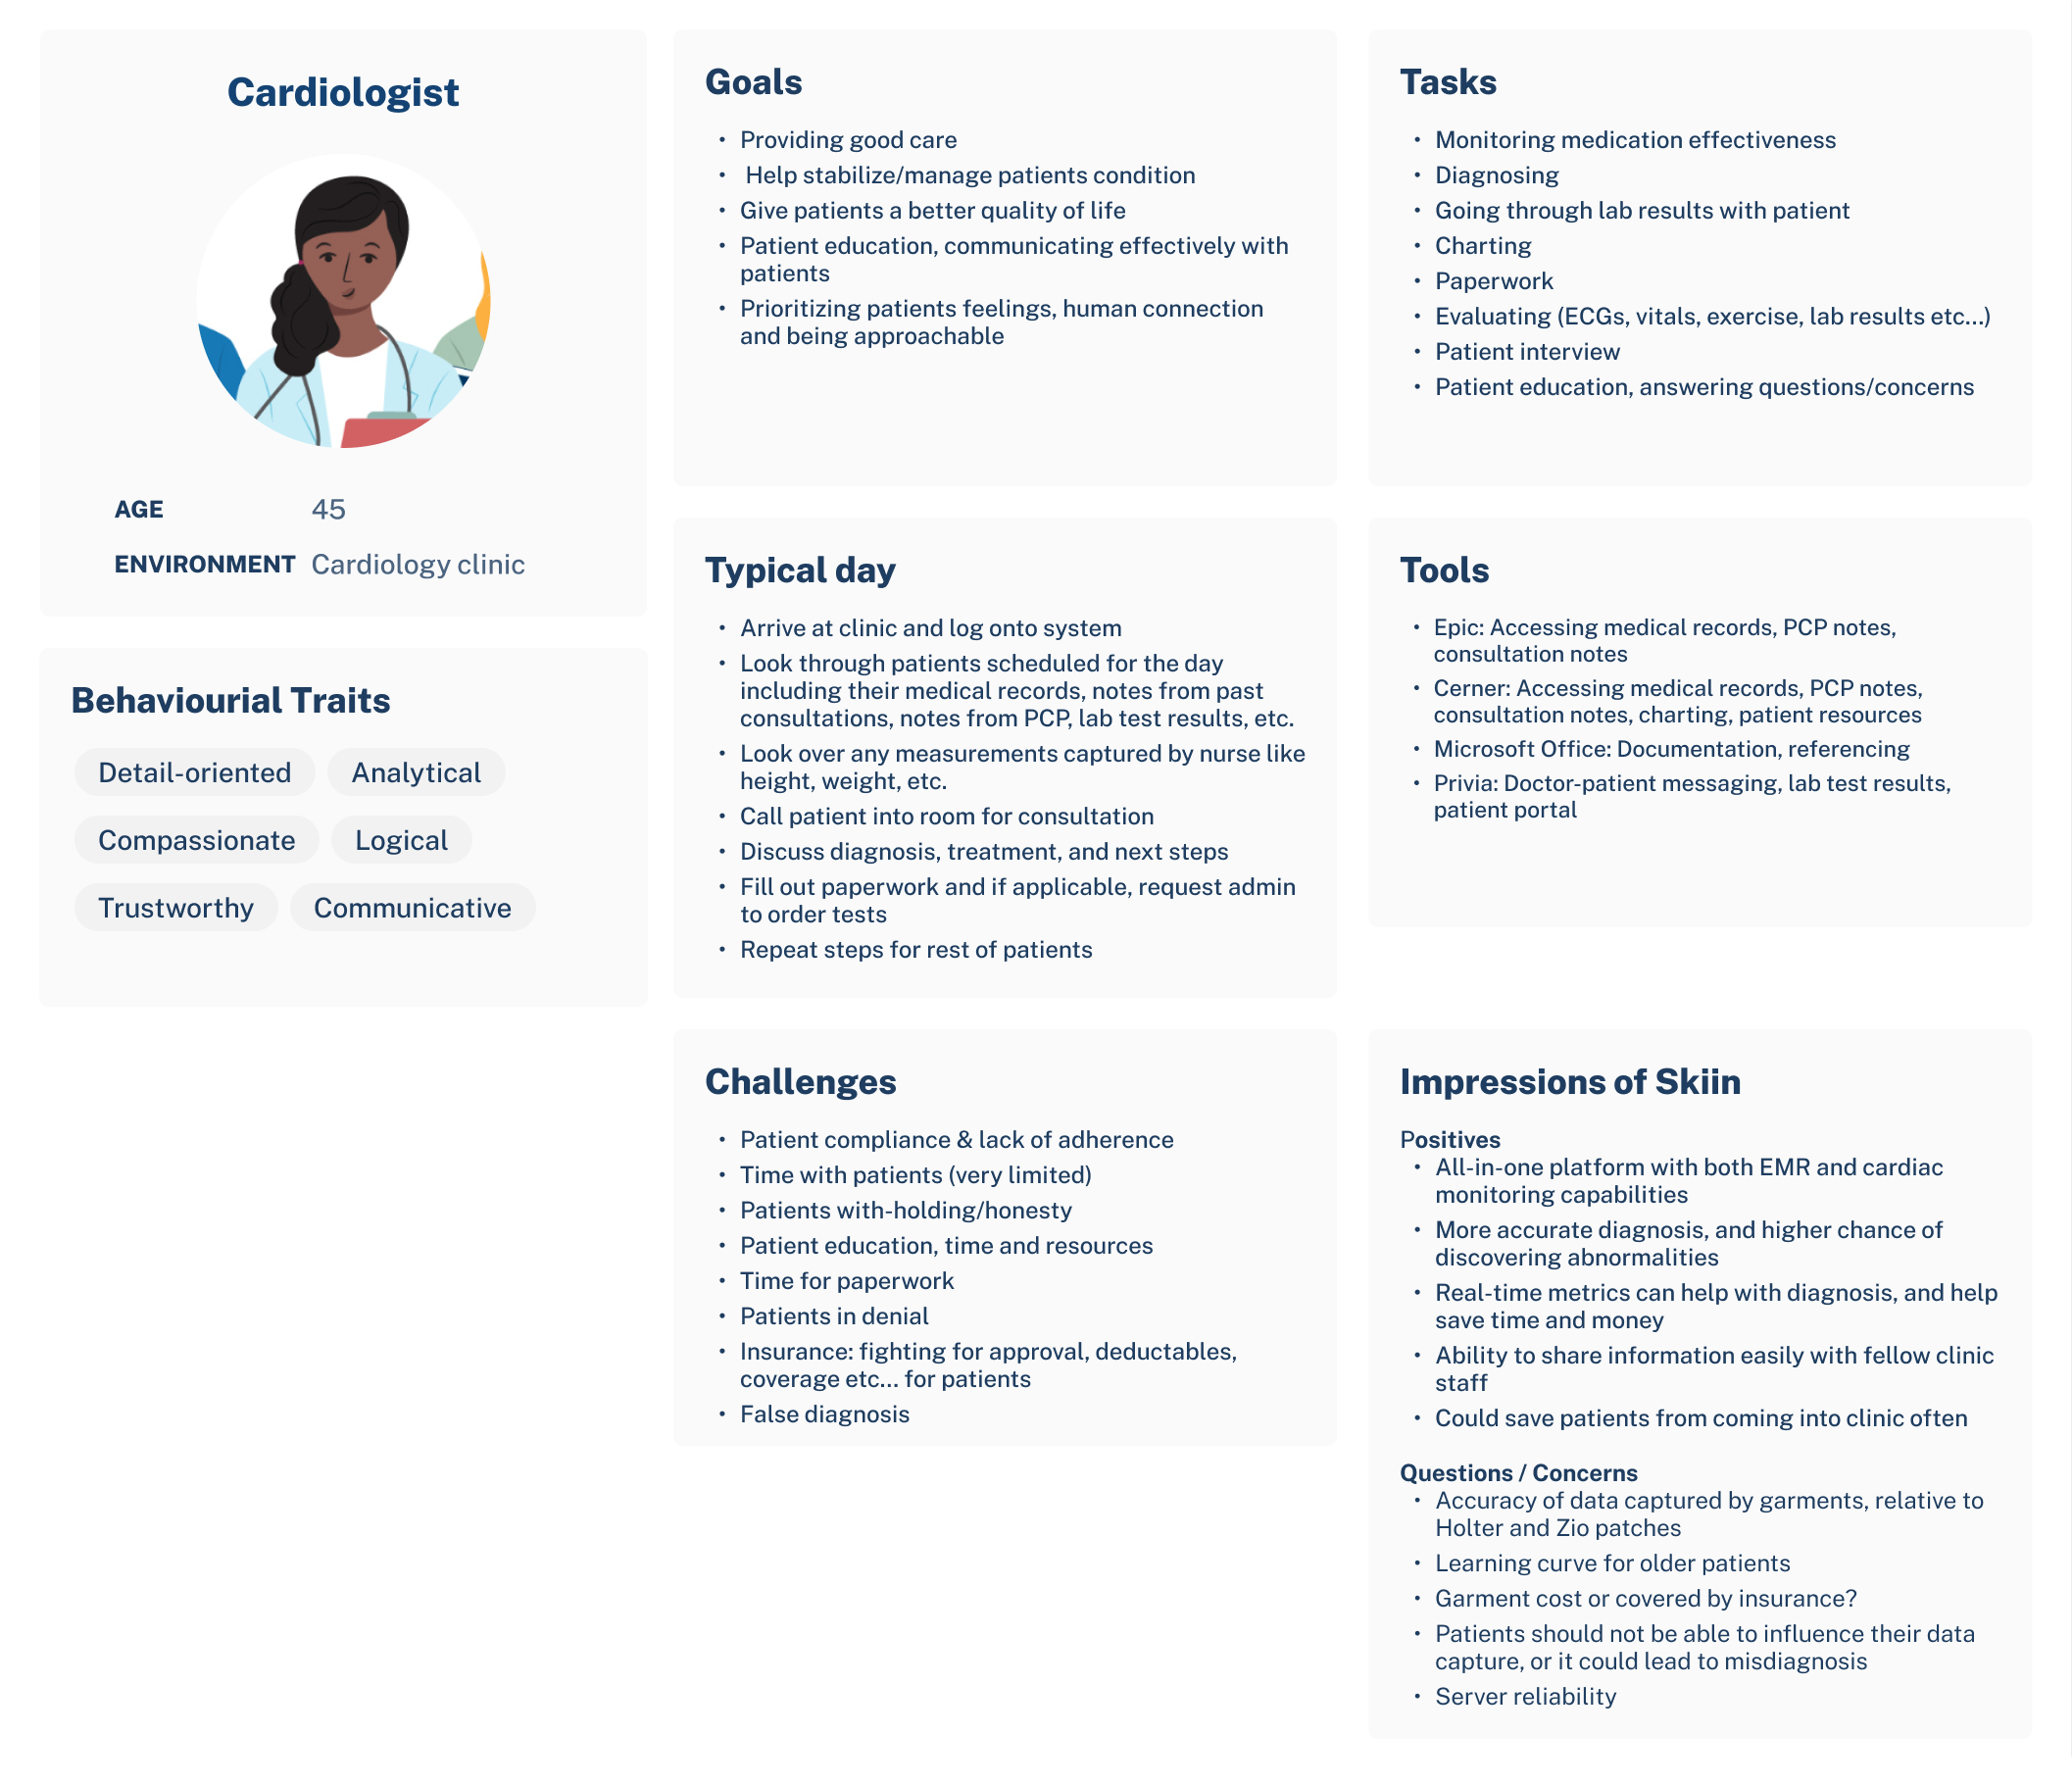 Cardiologist
AGE 45
ENVIRONMENT Cardiology clinic
Behaviourial Traits
Detail-oriented Analytical
Compassionate Logical
Trustworthy Communicative
Goals
• Providing good care
• Help stabilize/manage patients condition
• Give patients a better quality of life
• Patient education, communicating effectively with
patients
• Prioritizing patients feelings, human connection
and being approachable
Typical day
• Arrive at clinic and log onto system
• Look through patients scheduled for the day
including their medical records, notes from past
consultations, notes from PCP, lab test results, etc.
• Look over any measurements captured by nurse like
height, weight, etc.
• Call patient into room for consultation
• Discuss diagnosis, treatment, and next steps
• Fill out paperwork and if applicable, request admin
to order tests
• Repeat steps for rest of patients
Challenges
• Patient compliance & lack of adherence
• Time with patients (very limited)
• Patients with-holding/honesty
• Patient education, time and resources
• Time for paperwork
• Patients in denial
• Insurance: fighting for approval, deductables,
coverage etc... for patients
• False diagnosis
Tasks
• Monitoring medication effectiveness
• Diagnosing
• Going through lab results with patient
• Charting
• Paperwork
• Evaluating (ECGs, vitals, exercise, lab results etc...)
• Patient interview
• Patient education, answering questions/concerns
Tools
• Epic: Accessing medical records, PCP notes,
consultation notes
• Cerner: Accessing medical records, PCP notes,
consultation notes, charting, patient resources
• Microsoft Office: Documentation, referencing
• Privia: Doctor-patient messaging, lab test results,
patient portal
Impressions of Skiin
Positives
• All-in-one platform with both EMR and cardiac
monitoring capabilities
• More accurate diagnosis, and higher chance of
discovering abnormalities
• Real-time metrics can help with diagnosis, and help
save time and money
• Ability to share information easily with fellow clinic
staff
• Could save patients from coming into clinic often
Questions / Concerns
• Accuracy of data captured by garments, relative to
Holter and Zio patches
• Learning curve for older patients
• Garment cost or covered by insurance?
• Patients should not be able to influence their data
capture, or it could lead to misdiagnosis
• Server reliability